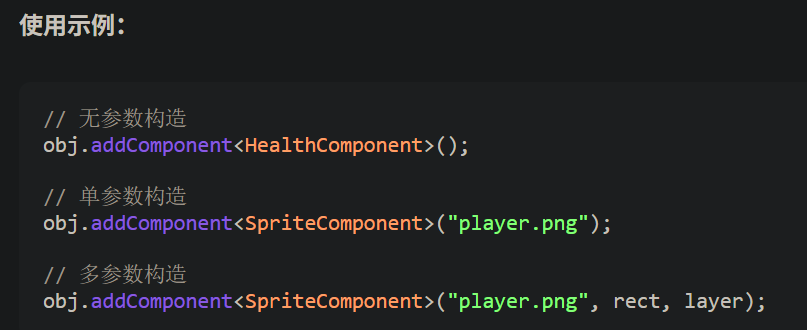 使用示例：
// 无参数构造
obj.addComponent<HealthComponent>();
// 单参数构造
obj.addComponent<SpriteComponent>("player.png");
// 多参数构造
obj.addComponent<SpriteComponent>("player.png", rect, layer);